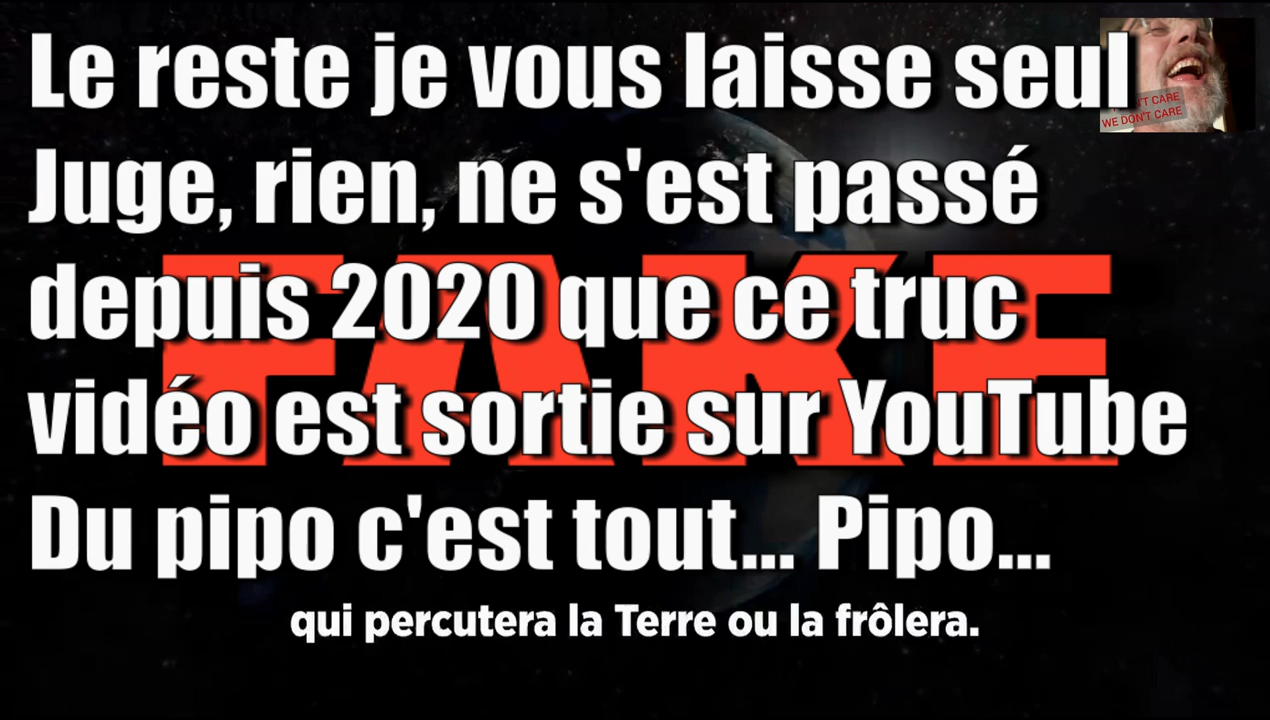 Le reste je vous laisse seul
Juge, rien, ne s'est passé
depuis 2020 que ce truc
vidéo est sortie sur YouTube
Du pipo c'est tout... Pipo...
FAKE
qui percutera la Terre ou la frôlera.
'T CARE
WE DON'T CARE